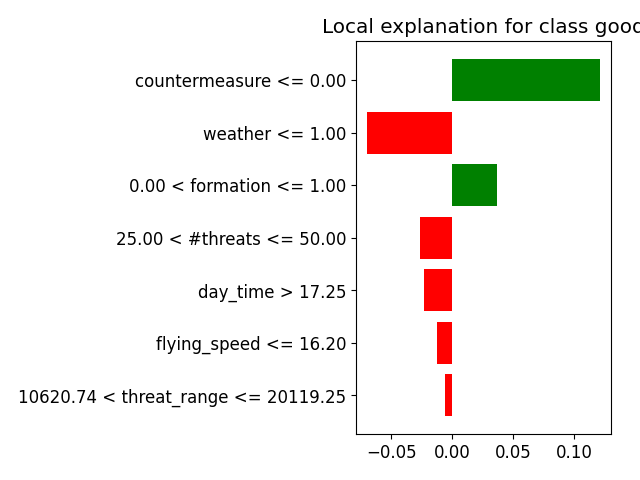 Local explanation for class good
countermeasure <= 0.00
weather <= 1.00
0.00 < formation <= 1.00
25.00 < #threats <= 50.00
day_time > 17.25
flying_speed <= 16.20
10620.74 < threat_range <= 20119.25
−0.05 0.00 0.05 0.10